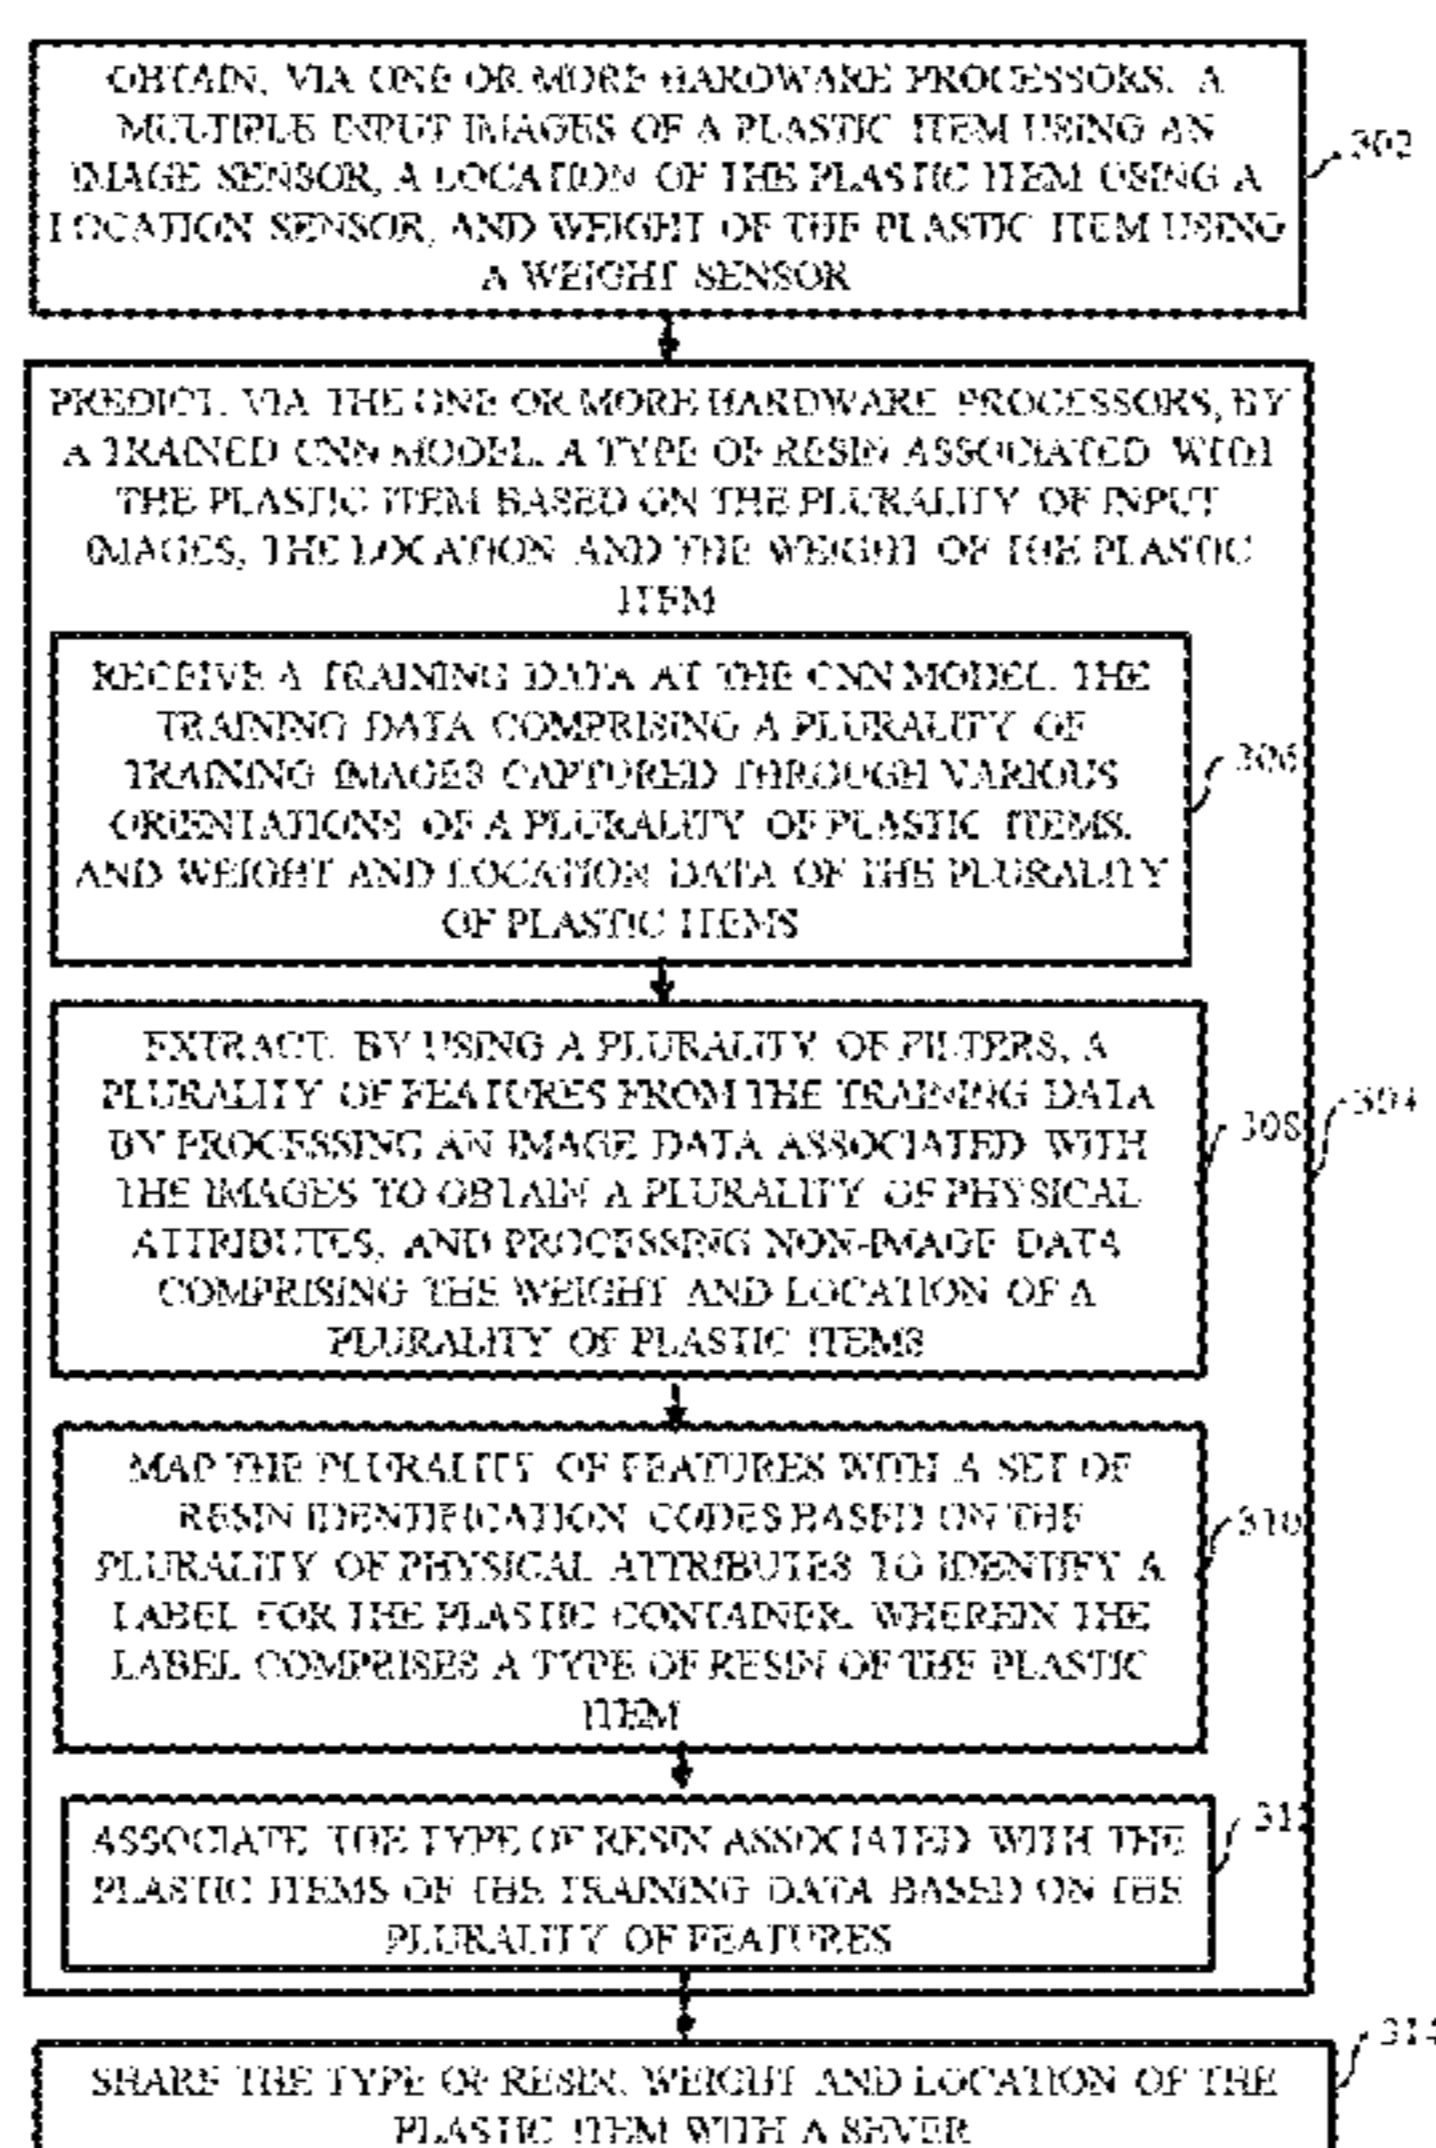 OBTAIN, VIA ONE OR MORE HARDWARE PROCESSORS, A
MULTIPLE INPUT IMAGES OF A PLASTIC ITEM USING AN
IMAGE SENSOR, A LOCATION OF THE PLASTIC ITEM USING A
LOCATION SENSOR, AND WEIGHT OF THE PLASTIC ITEM USING
A WEIGHT SENSOR
302
PREDICT, VIA THE ONE OR MORE HARDWARE PROCESSORS, BY
A TRAINED CNN MODEL, A TYPE OF RESIN ASSOCIATED WITH
THE PLASTIC ITEM BASED ON THE PLURALITY OF INPUT
IMAGES, THE LOCATION AND THE WEIGHT OF THE PLASTIC
ITEM
304
RECEIVE A TRAINING DATA AT THE CNN MODEL, THE
TRAINING DATA COMPRISING A PLURALITY OF
TRAINING IMAGES CAPTURED THROUGH VARIOUS
ORIENTATIONS OF A PLURALITY OF PLASTIC ITEMS,
AND WEIGHT AND LOCATION DATA OF THE PLURALITY
OF PLASTIC ITEMS
306
EXTRACT, BY USING A PLURALITY OF FILTERS, A
PLURALITY OF FEATURES FROM THE TRAINING DATA
BY PROCESSING AN IMAGE DATA ASSOCIATED WITH
THE IMAGES TO OBTAIN A PLURALITY OF PHYSICAL
ATTRIBUTES, AND PROCESSING NON-IMAGE DATA
COMPRISING THE WEIGHT AND LOCATION OF A
PLURALITY OF PLASTIC ITEMS
308
MAP THE PLURALITY OF FEATURES WITH A SET OF
RESIN IDENTIFICATION CODES BASED ON THE
PLURALITY OF PHYSICAL ATTRIBUTES TO IDENTIFY A
LABEL FOR THE PLASTIC CONTAINER, WHEREIN THE
LABEL COMPRISES A TYPE OF RESIN OF THE PLASTIC
ITEM
310
ASSOCIATE THE TYPE OF RESIN ASSOCIATED WITH THE
PLASTIC ITEMS OF THE TRAINING DATA BASED ON THE
PLURALITY OF FEATURES
312
SHARE THE TYPE OF RESIN, WEIGHT AND LOCATION OF THE
PLASTIC ITEM WITH A SEVER
314